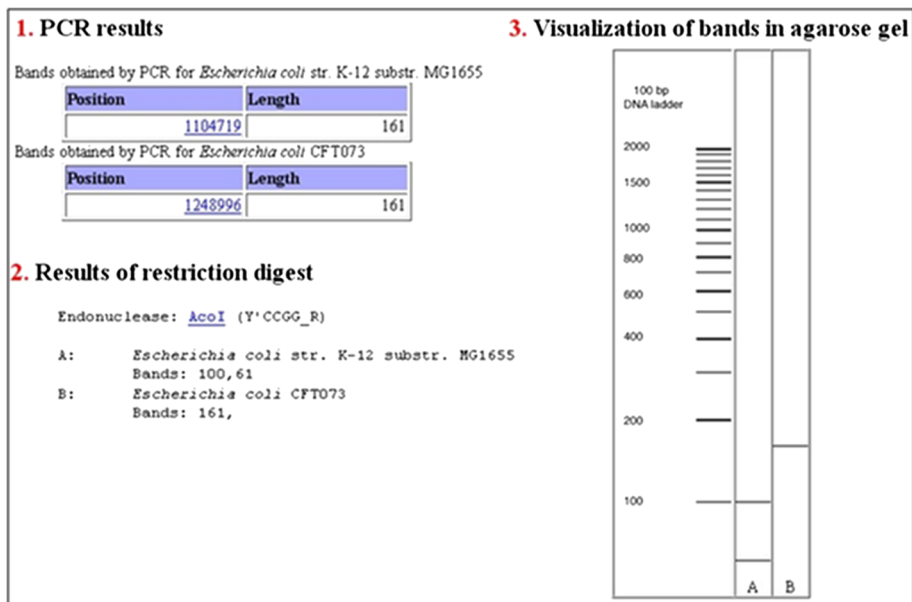 1. PCR results
Bands obtained by PCR for Escherichia coli str. K-12 substr. MG1655
Position Length
1104719 161
Bands obtained by PCR for Escherichia coli CFT073
Position Length
1248996 161
2. Results of restriction digest
Endonuclease: AcoI (Y'CCGG_R)
A: Escherichia coli str. K-12 substr. MG1655
Bands: 100,61
B: Escherichia coli CFT073
Bands: 161,
3. Visualization of bands in agarose gel
100 bp
DNA ladder
2000
1500
1000
800
600
400
200
100
A B